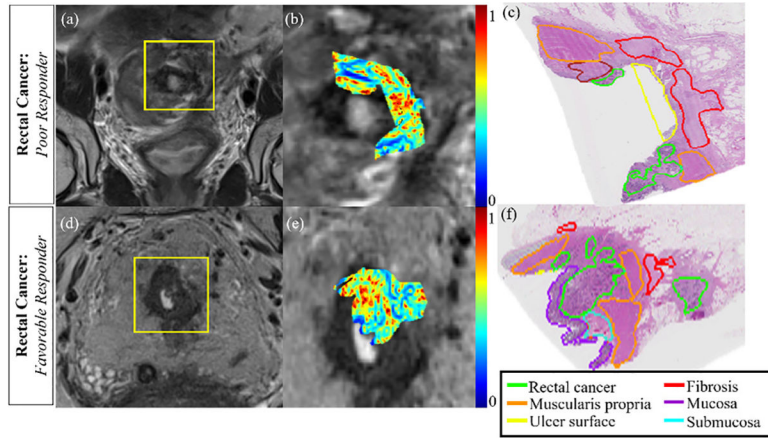 Rectal Cancer:
Poor Responder
(a)
(b)
1
0
(c)
Rectal Cancer:
Favorable Responder
(d)
(e)
1
0
(f)
Rectal cancer
Fibrosis
Muscularis propria
Mucosa
Ulcer surface
Submucosa